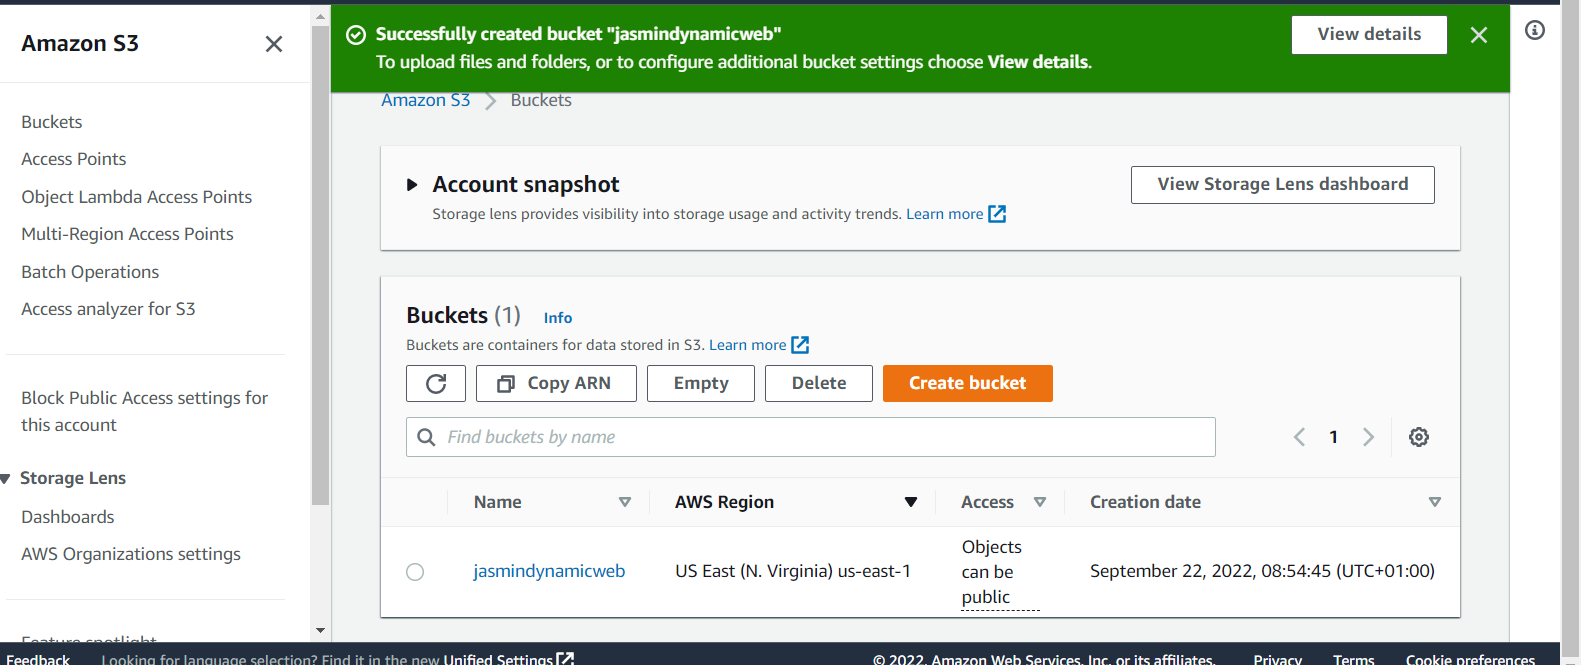 Amazon S3
Buckets
Access Points
Object Lambda Access Points
Multi-Region Access Points
Batch Operations
Access analyzer for S3
Block Public Access settings for
this account
Storage Lens
Dashboards
AWS Organizations settings
Feature spotlight
Successfully created bucket "jasmindynamicweb"
To upload files and folders, or to configure additional bucket settings choose View details.
View details
Amazon S3 Buckets
Account snapshot
Storage lens provides visibility into storage usage and activity trends. Learn more
View Storage Lens dashboard
Buckets (1) Info
Buckets are containers for data stored in S3. Learn more
Copy ARN Empty Delete Create bucket
Find buckets by name
1
Name AWS Region Access Creation date
jasmindynamicweb US East (N. Virginia) us-east-1 Objects
can be
public
September 22, 2022, 08:54:45 (UTC+01:00)
Feedback Looking for language selection? Find it in the new Unified Settings © 2022, Amazon Web Services, Inc. or its affiliates. Privacy Terms Cookie preferences